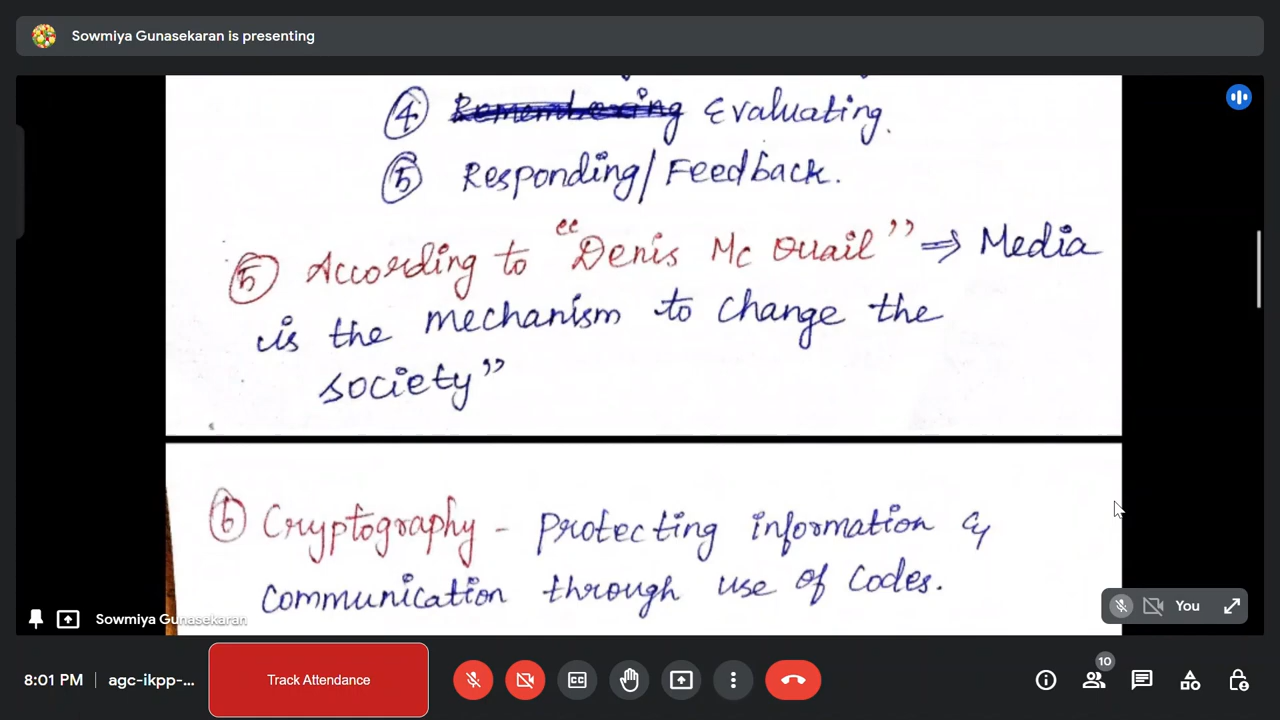 Sowmiya Gunasekaran is presenting
④ Remembering Evaluating.
⑤ Responding/Feedback.
⑤ According to "Denis Mc Quail" ⇒ Media
is the mechanism to change the
society"
⑥ Cryptography - Protecting information &
communication through use of codes.
You
Sowmiya Gunasekaran
8:01 PM | agc-ikpp-...
Track Attendance
CC
10